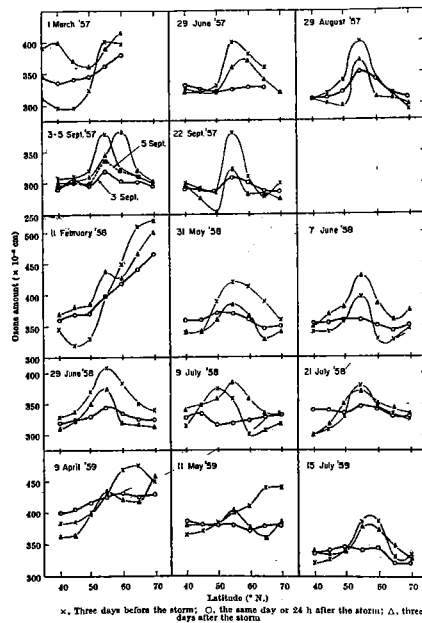 1 March '57
29 June '57
29 August '57
400
350
300
3-5 Sept.'57
5 Sept.
3 Sept.
22 Sept.'57
400
350
300
11 February '58
31 May '58
7 June '58
500
450
400
350
Ozone amount (× 10⁻³ cm)
29 June '58
9 July '58
21 July '58
400
350
300
9 April '59
11 May '59
15 July '59
500
450
400
350
300
40 50 60 70 40 50 60 70 40 50 60 70
Latitude (° N.)
×, Three days before the storm; O, the same day or 24 h after the storm; △, three
days after the storm